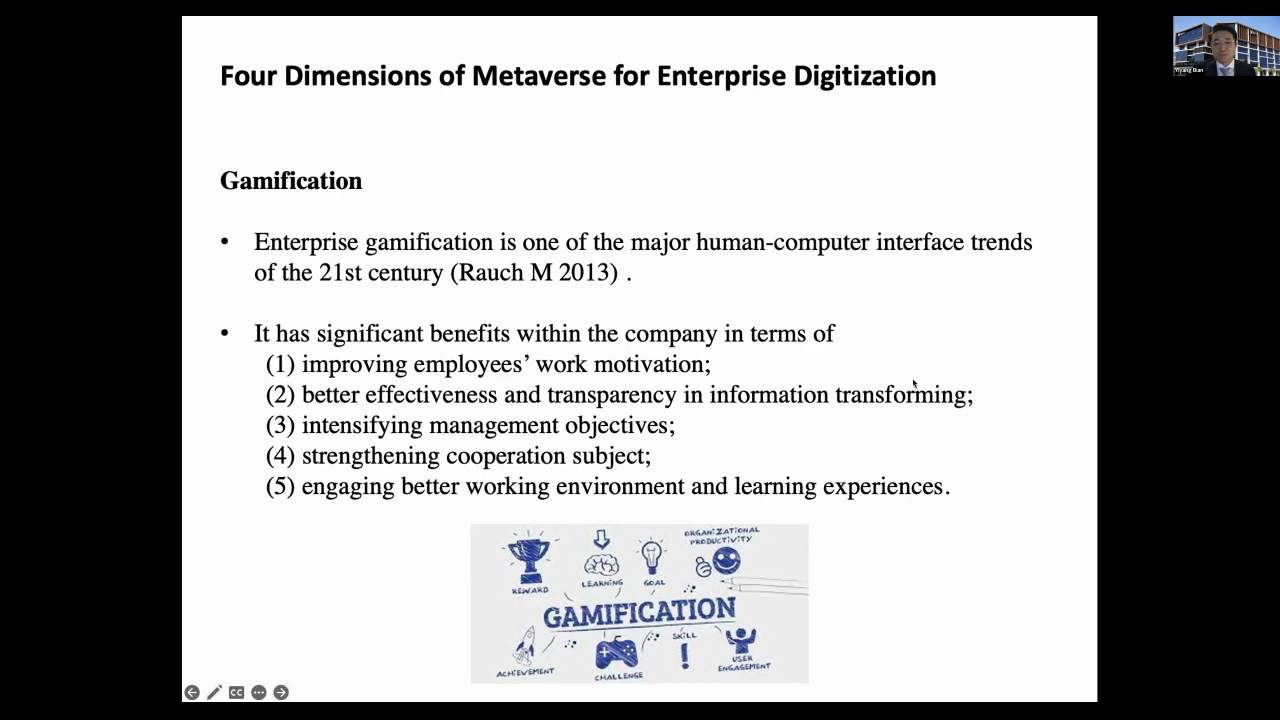 Four Dimensions of Metaverse for Enterprise Digitization
Yiyang Bian
Gamification
• Enterprise gamification is one of the major human-computer interface trends
of the 21st century (Rauch M 2013) .
• It has significant benefits within the company in terms of
(1) improving employees’ work motivation;
(2) better effectiveness and transparency in information transforming;
(3) intensifying management objectives;
(4) strengthening cooperation subject;
(5) engaging better working environment and learning experiences.
ORGANIZATIONAL
PRODUCTIVITY
REWARD
LEARNING
GOAL
GAMIFICATION
SKILL
ACHIEVEMENT
CHALLENGE
USER
ENGAGEMENT
CC